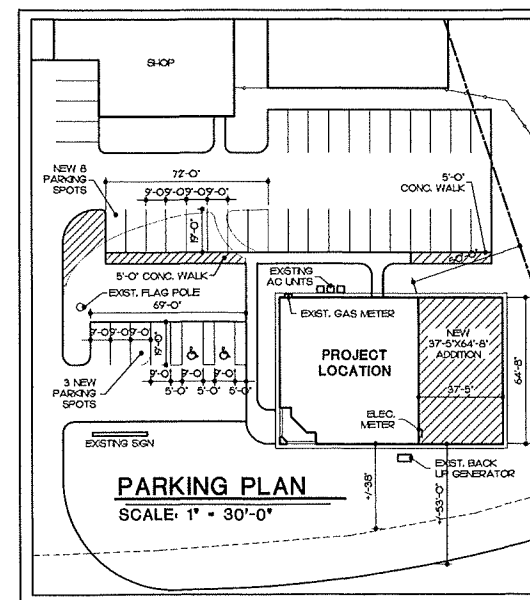 SHOP
NEW 8
PARKING
SPOTS
72'-0"
9'-0" 9'-0" 9'-0" 9'-0"
19'-0"
5'-0"
CONC. WALK
5'-0" CONC. WALK
EXIST. FLAG POLE
69'-0"
EXISTING
AC UNITS
EXIST. GAS METER
PROJECT
LOCATION
NEW
37'-5"X64'-8"
ADDITION
37'-5"
64'-8"
9'-0" 9'-0" 9'-0"
19'-0"
9'-0" 9'-0" 9'-0"
5'-0" 5'-0" 5'-0"
3 NEW
PARKING
SPOTS
ELEC.
METER
EXISTING SIGN
EXIST. BACK
UP GENERATOR
+/-38'
+/-53'-0"
PARKING PLAN
SCALE: 1" = 30'-0"